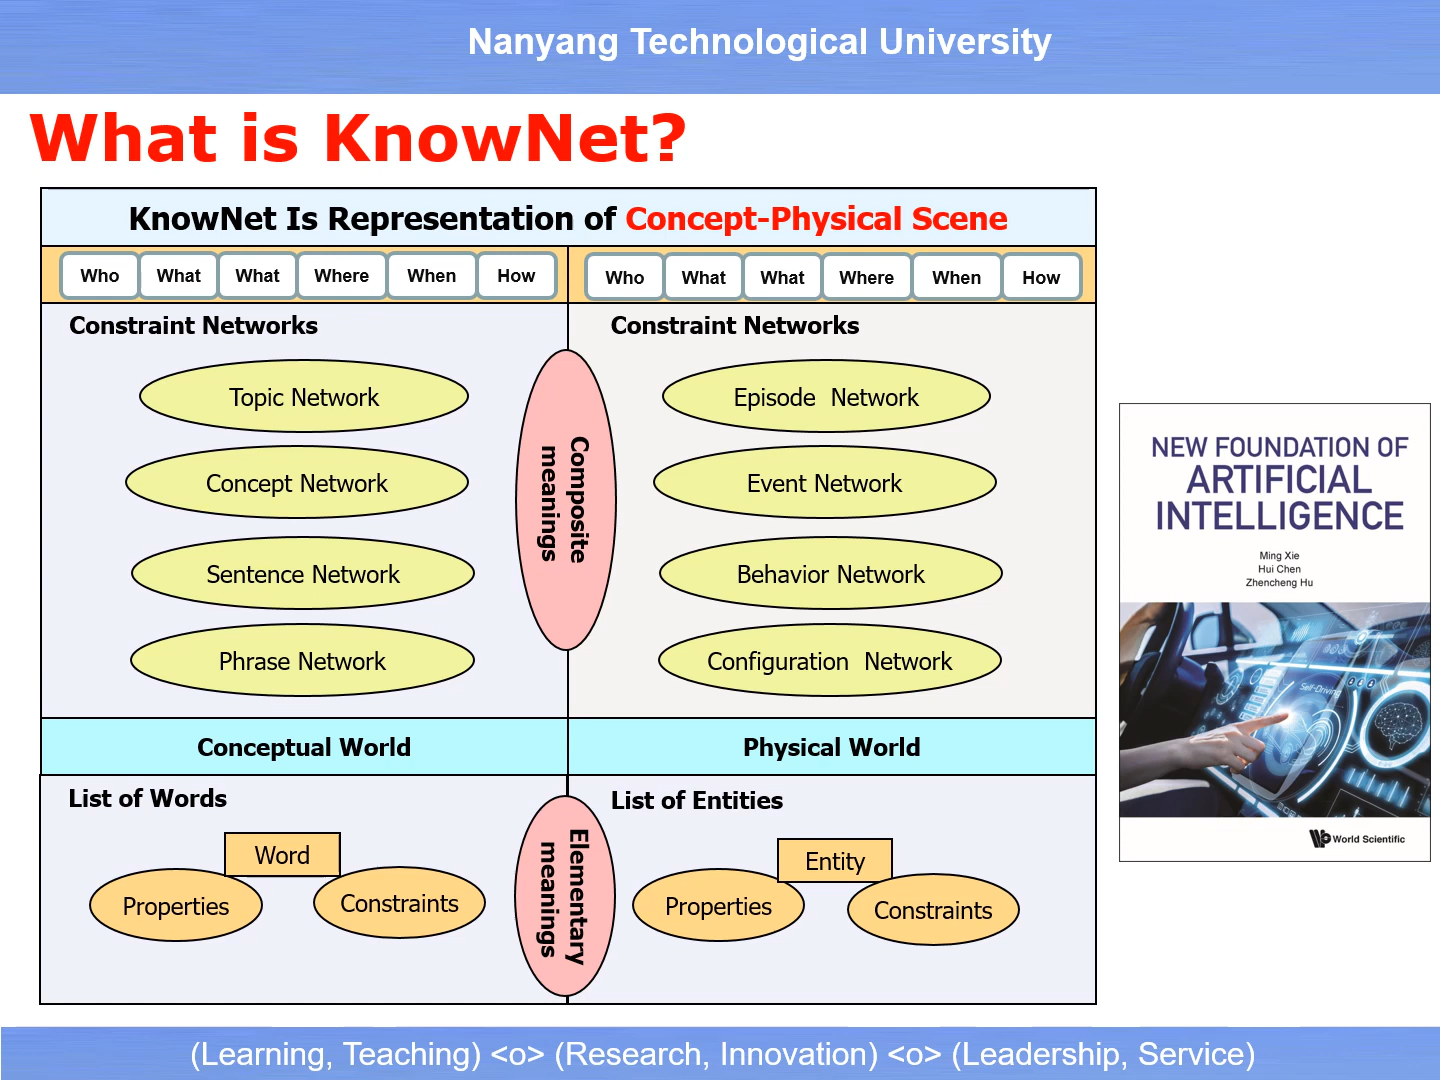 Nanyang Technological University
What is KnowNet?
KnowNet Is Representation of Concept-Physical Scene
Who What What Where When How
Who What What Where When How
Constraint Networks
Topic Network
Concept Network
Sentence Network
Phrase Network
Composite
meanings
Constraint Networks
Episode Network
Event Network
Behavior Network
Configuration Network
Conceptual World
Physical World
List of Words
Word
Properties
Constraints
Elementary
meanings
List of Entities
Entity
Properties
Constraints
NEW FOUNDATION OF
ARTIFICIAL
INTELLIGENCE
Ming Xie
Hui Chen
Zhencheng Hu
Self-Driving
World Scientific
(Learning, Teaching) <o> (Research, Innovation) <o> (Leadership, Service)